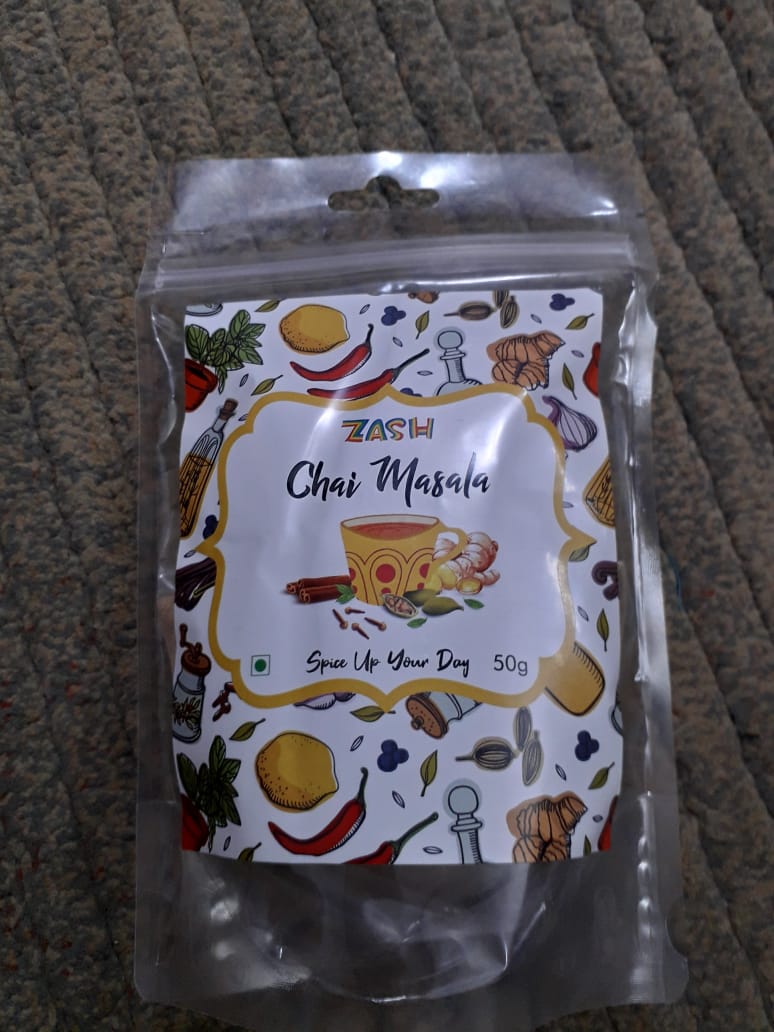 ZASH
Chai Masala
Spice Up Your Day
50g